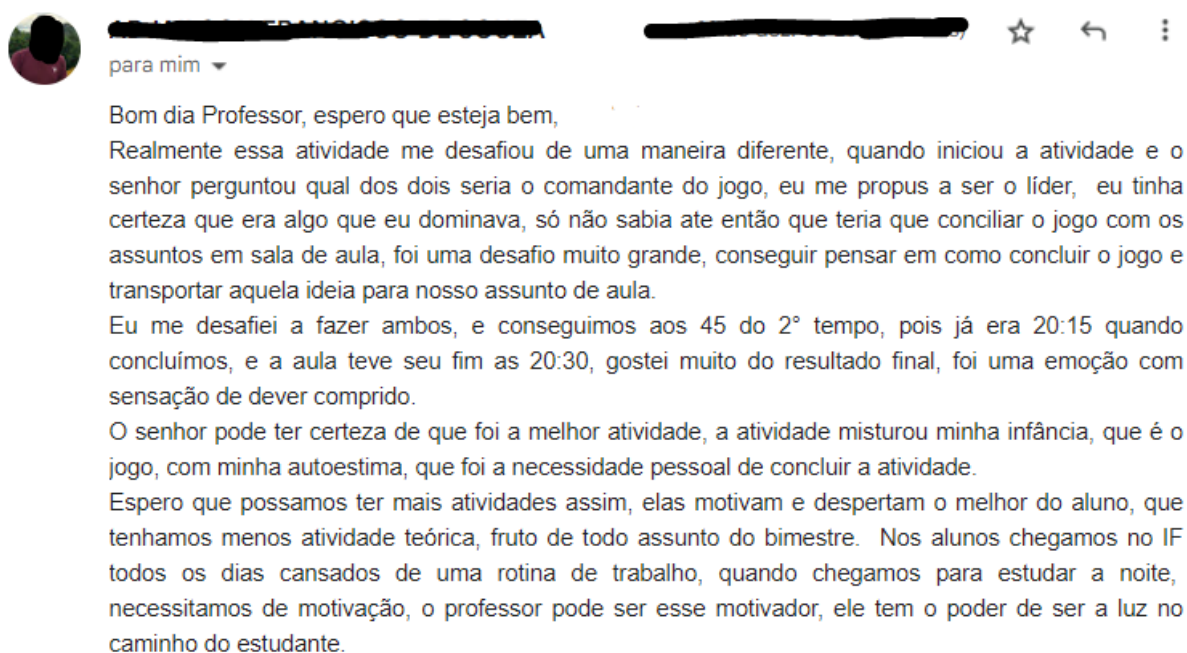 para mim
Bom dia Professor, espero que esteja bem,
Realmente essa atividade me desafiou de uma maneira diferente, quando iniciou a atividade e o
senhor perguntou qual dos dois seria o comandante do jogo, eu me propus a ser o líder, eu tinha
certeza que era algo que eu dominava, só não sabia ate então que teria que conciliar o jogo com os
assuntos em sala de aula, foi uma desafio muito grande, conseguir pensar em como concluir o jogo e
transportar aquela ideia para nosso assunto de aula.
Eu me desafiei a fazer ambos, e conseguimos aos 45 do 2° tempo, pois já era 20:15 quando
concluímos, e a aula teve seu fim as 20:30, gostei muito do resultado final, foi uma emoção com
sensação de dever comprido.
O senhor pode ter certeza de que foi a melhor atividade, a atividade misturou minha infância, que é o
jogo, com minha autoestima, que foi a necessidade pessoal de concluir a atividade.
Espero que possamos ter mais atividades assim, elas motivam e despertam o melhor do aluno, que
tenhamos menos atividade teórica, fruto de todo assunto do bimestre. Nos alunos chegamos no IF
todos os dias cansados de uma rotina de trabalho, quando chegamos para estudar a noite,
necessitamos de motivação, o professor pode ser esse motivador, ele tem o poder de ser a luz no
caminho do estudante.